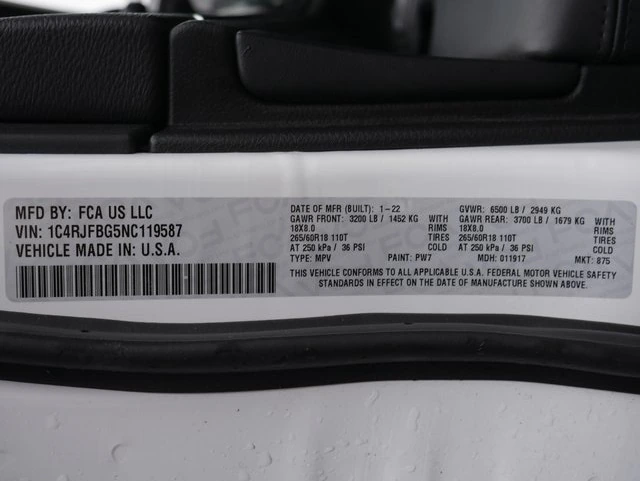 MFD BY: FCA US LLC
VIN: 1C4RJFBG5NC119587
VEHICLE MADE IN: U.S.A.
DATE OF MFR (BUILT): 1-22 GVWR: 6500 LB / 2949 KG
GAWR FRONT: 3200 LB / 1452 KG WITH GAWR REAR: 3700 LB / 1679 KG WITH
18X8.0 RIMS 18X8.0 RIMS
265/60R18 110T TIRES 265/60R18 110T TIRES
AT 250 kPa / 36 PSI COLD AT 250 kPa / 36 PSI COLD
TYPE: MPV PAINT: PW7 MDH: 011917 MKT: 875
THIS VEHICLE CONFORMS TO ALL APPLICABLE U.S.A. FEDERAL MOTOR VEHICLE SAFETY
STANDARDS IN EFFECT ON THE DATE OF MANUFACTURE SHOWN ABOVE.